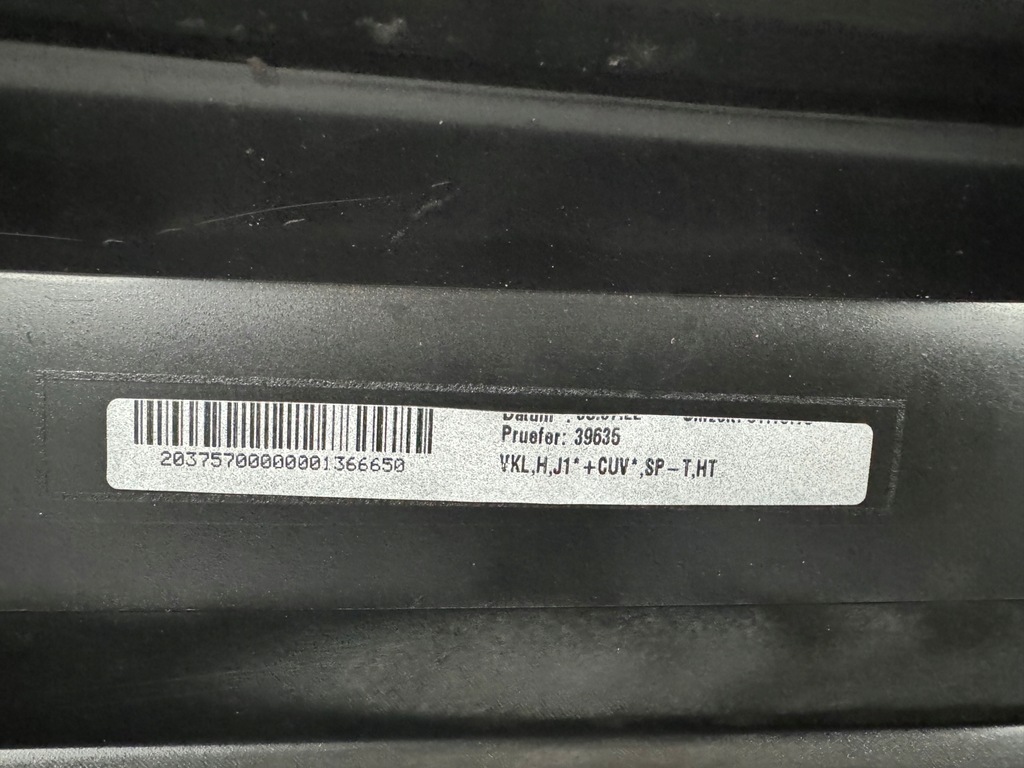 20375700000001366650
Pruefer: 39635
VKL,H,J1*+CUV*,SP-T,HT